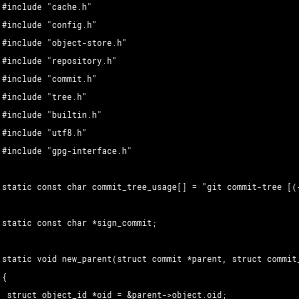 #include "cache.h"
#include "config.h"
#include "object-store.h"
#include "repository.h"
#include "commit.h"
#include "tree.h"
#include "builtin.h"
#include "utf8.h"
#include "gpg-interface.h"
static const char commit_tree_usage[] = "git commit-tree [(-
static const char *sign_commit;
static void new_parent(struct commit *parent, struct commit_
{
struct object_id *oid = &parent->object.oid;